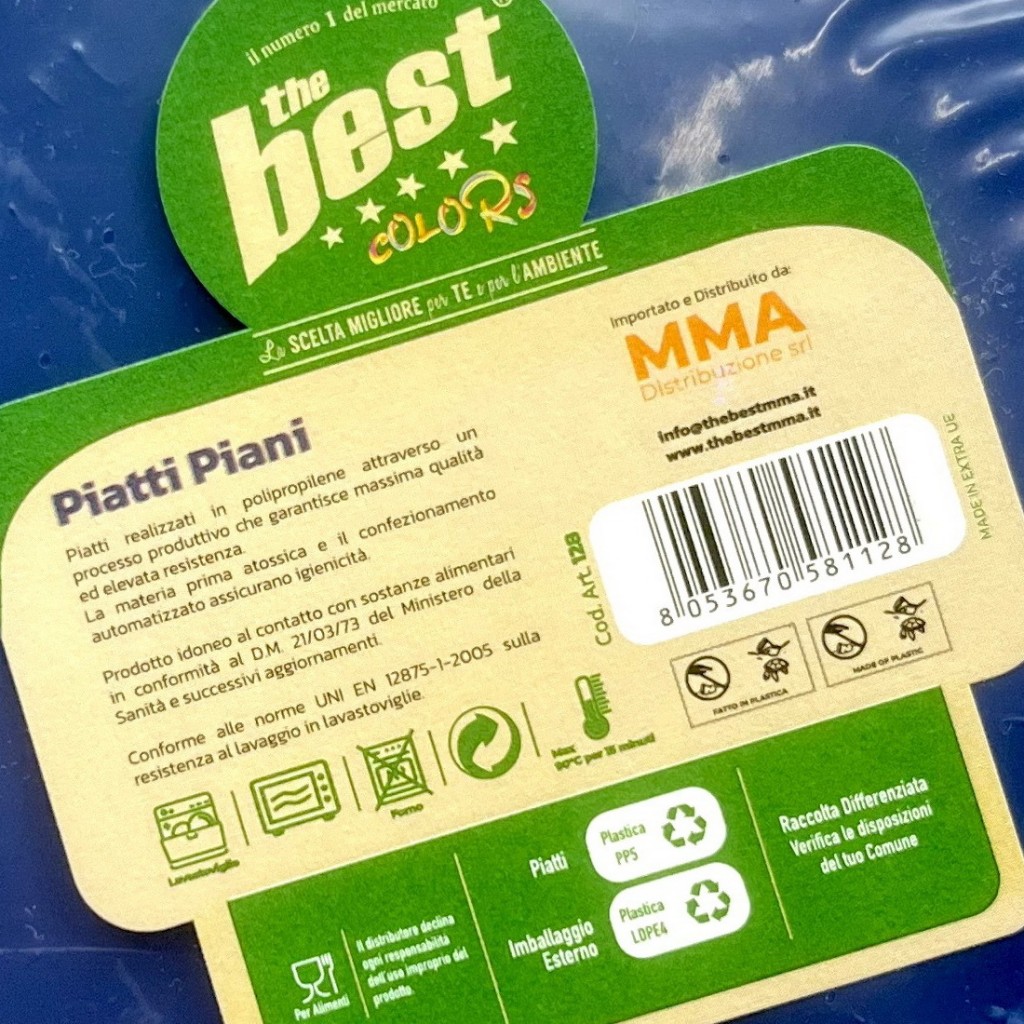 il numero 1 del mercato
the
best®
COLORS
La SCELTA MIGLIORE per TE e per l'AMBIENTE
Importato e Distribuito da:
MMA
Distribuzione srl
info@thebestmma.it
www.thebestmma.it
Piatti Piani
Piatti realizzati in polipropilene attraverso un
processo produttivo che garantisce massima qualità
ed elevata resistenza.
La materia prima atossica e il confezionamento
automatizzato assicurano igienicità.
Prodotto idoneo al contatto con sostanze alimentari
in conformità al D.M. 21/03/73 del Ministero della
Sanità e successivi aggiornamenti.
Conforme alle norme UNI EN 12875-1-2005 sulla
resistenza al lavaggio in lavastoviglie.
Cod. Art. 128
8 053670 581128
MADE IN EXTRA UE
FATTO IN PLASTICA
MADE OF PLASTIC
Lavastoviglie
Forno
Max
90°C per 15 minuti
Per Alimenti
Il distributore declina
ogni responsabilità
dell'uso improprio del
prodotto.
Piatti
Plastica
PP5
Imballaggio
Esterno
Plastica
LDPE4
Raccolta Differenziata
Verifica le disposizioni
del tuo Comune